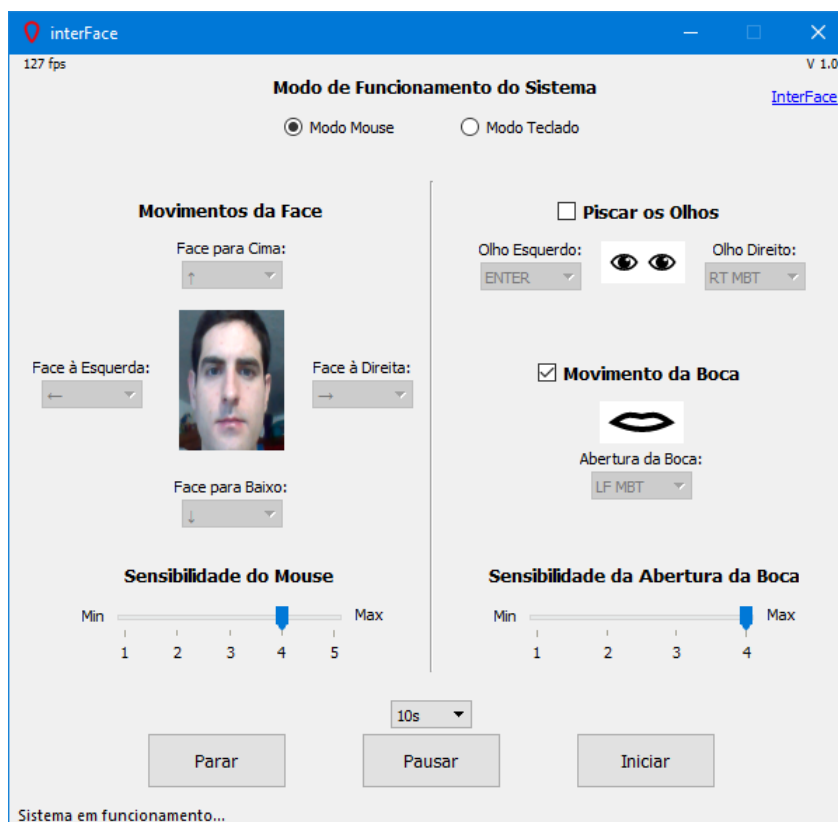 interFace
127 fps
V 1.0
Modo de Funcionamento do Sistema
InterFace
Modo Mouse
Modo Teclado
Movimentos da Face
Face para Cima:
↑
Face à Esquerda:
←
Face à Direita:
→
Face para Baixo:
↓
Piscar os Olhos
Olho Esquerdo:
ENTER
Olho Direito:
RT MBT
Movimento da Boca
Abertura da Boca:
LF MBT
Sensibilidade do Mouse
Min
Max
1 2 3 4 5
Sensibilidade da Abertura da Boca
Min
Max
1 2 3 4
10s
Parar
Pausar
Iniciar
Sistema em funcionamento...